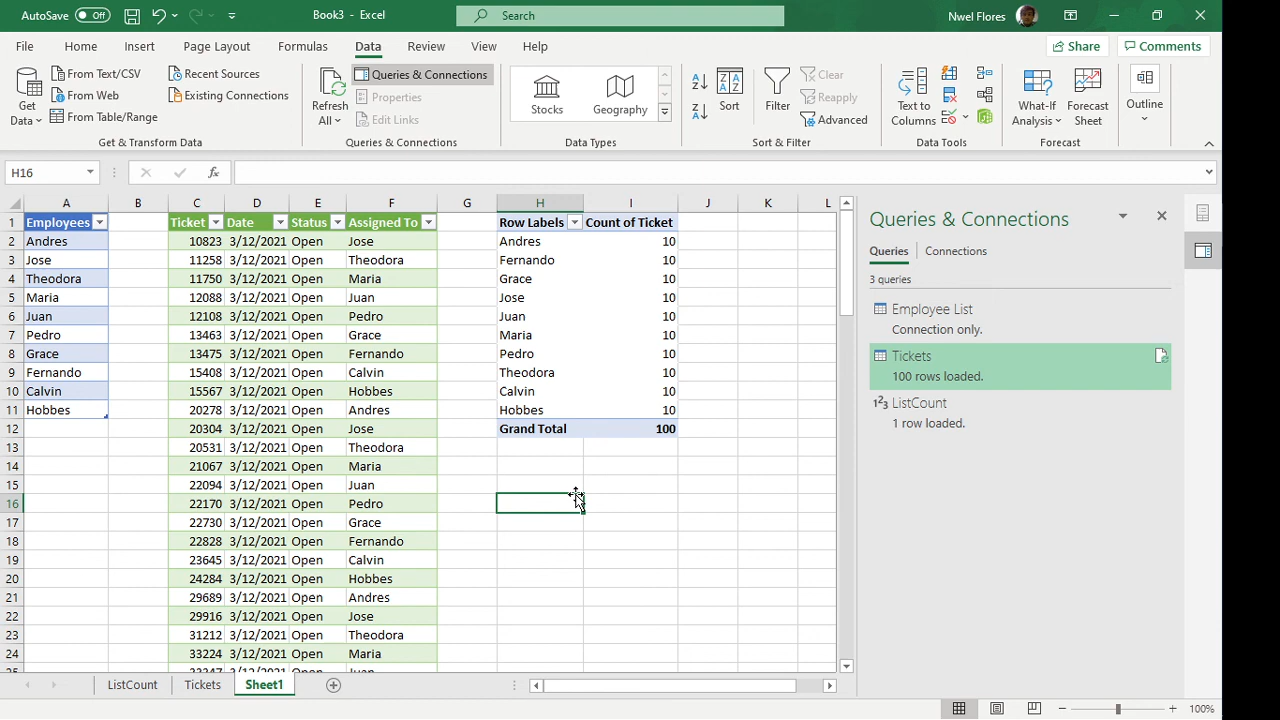 AutoSave Off Book3 - Excel Search Nwel Flores
File Home Insert Page Layout Formulas Data Review View Help Share Comments
Get Data From Text/CSV From Web From Table/Range Recent Sources Existing Connections
Refresh All Queries & Connections Properties Edit Links
Stocks Geography
Sort Filter Clear Reapply Advanced
Text to Columns
What-If Analysis Forecast Sheet Outline
Get & Transform Data Queries & Connections Data Types Sort & Filter Data Tools Forecast
H16 fx
A B C D E F G H I J K L
1 Employees Ticket Date Status Assigned To Row Labels Count of Ticket
2 Andres 10823 3/12/2021 Open Jose Andres 10
3 Jose 11258 3/12/2021 Open Theodora Fernando 10
4 Theodora 11750 3/12/2021 Open Maria Grace 10
5 Maria 12088 3/12/2021 Open Juan Jose 10
6 Juan 12108 3/12/2021 Open Pedro Juan 10
7 Pedro 13463 3/12/2021 Open Grace Maria 10
8 Grace 13475 3/12/2021 Open Fernando Pedro 10
9 Fernando 15408 3/12/2021 Open Calvin Theodora 10
10 Calvin 15567 3/12/2021 Open Hobbes Calvin 10
11 Hobbes 20278 3/12/2021 Open Andres Hobbes 10
12 20304 3/12/2021 Open Jose Grand Total 100
13 20531 3/12/2021 Open Theodora
14 21067 3/12/2021 Open Maria
15 22094 3/12/2021 Open Juan
16 22170 3/12/2021 Open Pedro
17 22730 3/12/2021 Open Grace
18 22828 3/12/2021 Open Fernando
19 23645 3/12/2021 Open Calvin
20 24284 3/12/2021 Open Hobbes
21 29689 3/12/2021 Open Andres
22 29916 3/12/2021 Open Jose
23 31212 3/12/2021 Open Theodora
24 33224 3/12/2021 Open Maria
Queries & Connections
Queries Connections
3 queries
Employee List
Connection only.
Tickets
100 rows loaded.
123 ListCount
1 row loaded.
ListCount Tickets Sheet1
100%